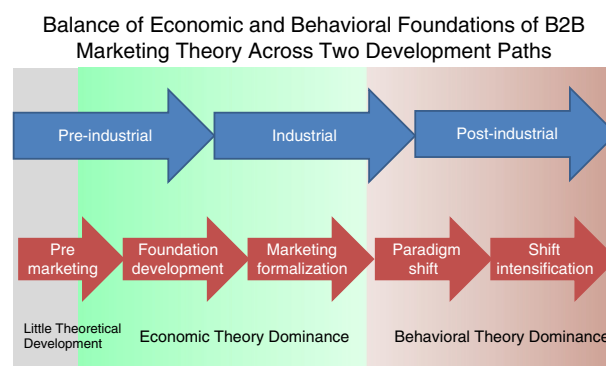 Balance of Economic and Behavioral Foundations of B2B
Marketing Theory Across Two Development Paths
Pre-industrial
Industrial
Post-industrial
Pre
marketing
Foundation
development
Marketing
formalization
Paradigm
shift
Shift
intensification
Little Theoretical
Development
Economic Theory Dominance
Behavioral Theory Dominance